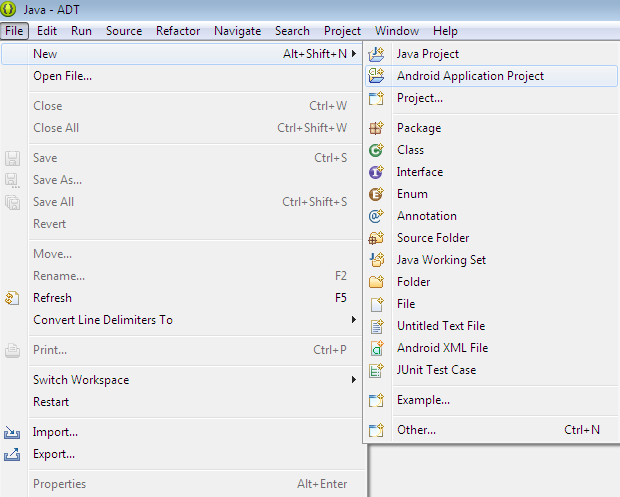 Java - ADT
File Edit Run Source Refactor Navigate Search Project Window Help
New Alt+Shift+N
Open File...
Close Ctrl+W
Close All Ctrl+Shift+W
Save Ctrl+S
Save As...
Save All Ctrl+Shift+S
Revert
Move...
Rename... F2
Refresh F5
Convert Line Delimiters To
Print... Ctrl+P
Switch Workspace
Restart
Import...
Export...
Properties Alt+Enter
Java Project
Android Application Project
Project...
Package
Class
Interface
Enum
Annotation
Source Folder
Java Working Set
Folder
File
Untitled Text File
Android XML File
JUnit Test Case
Example...
Other... Ctrl+N